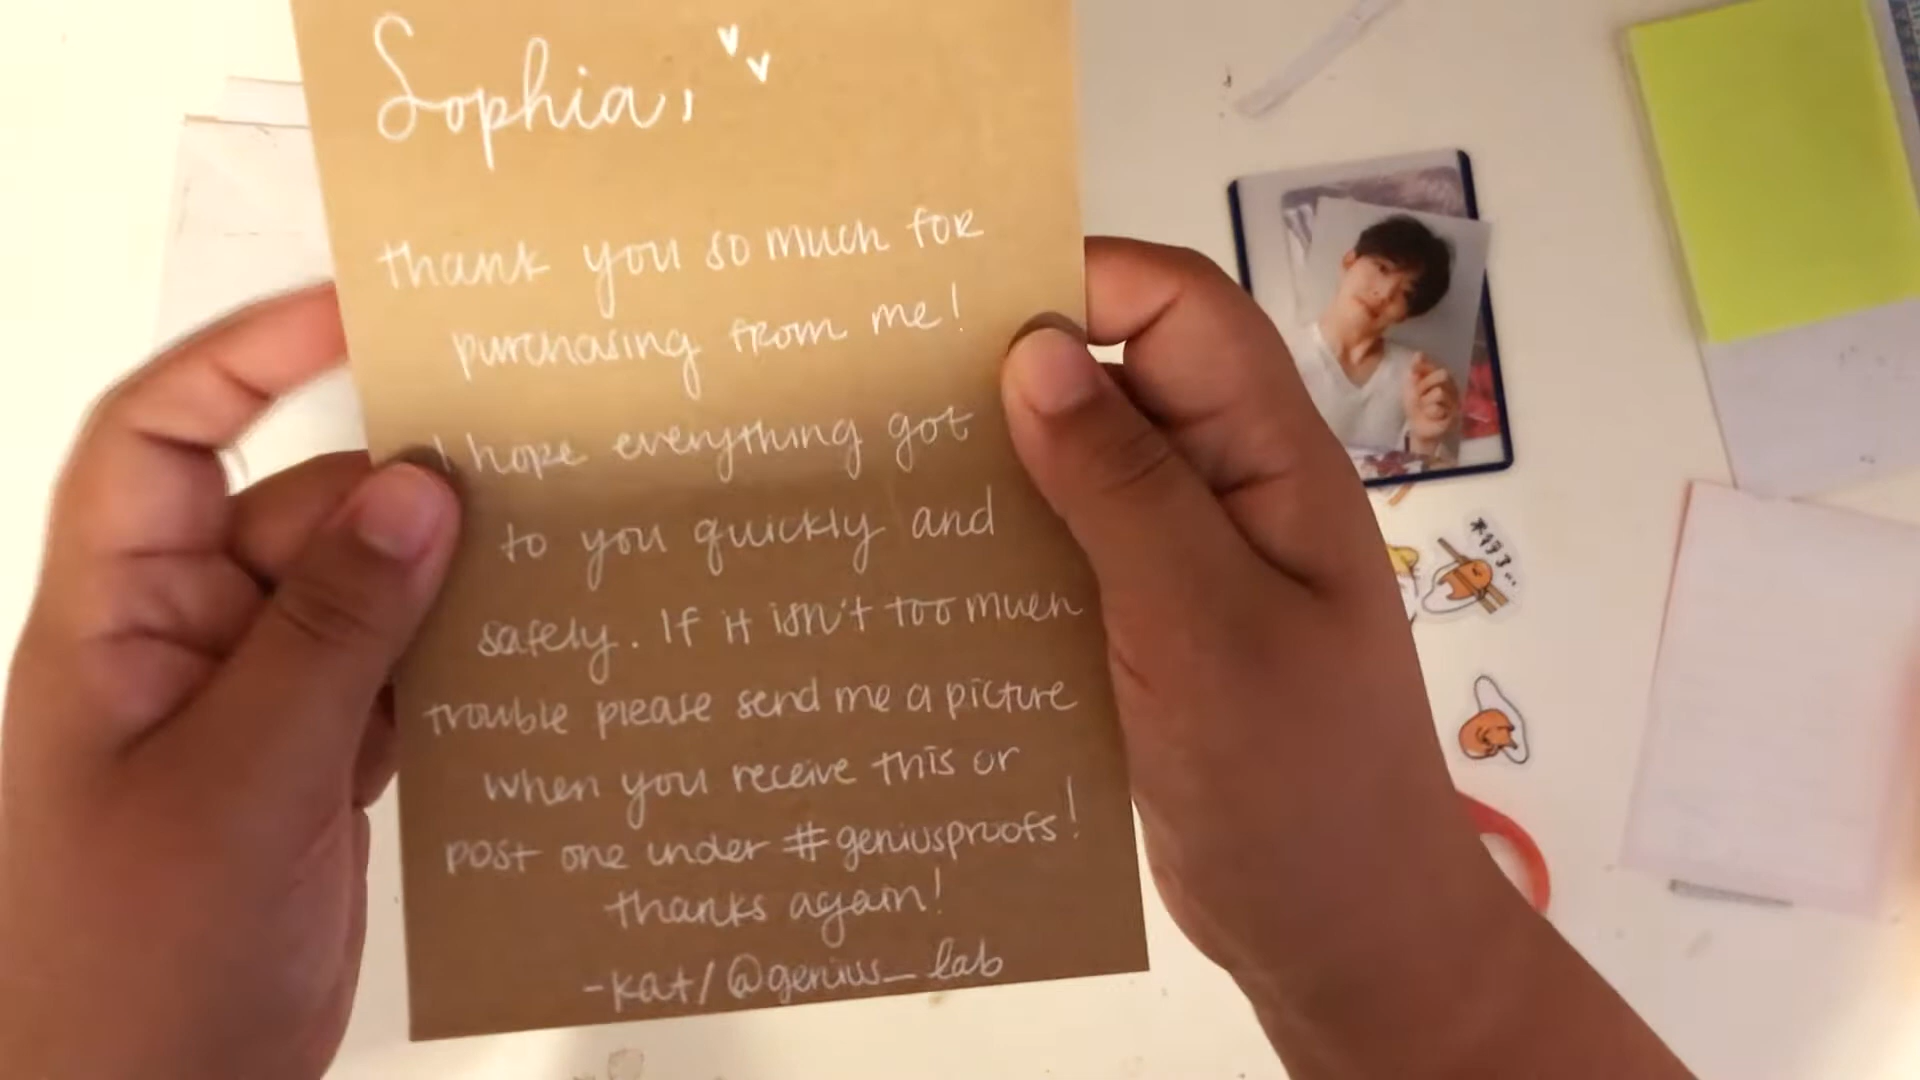 Sophia,
thank you so much for
purchasing from me!
I hope everything got
to you quickly and
safely. If it isn't too much
trouble please send me a picture
when you receive this or
post one under #geniusproofs!
thanks again!
-kat/@genius_lab